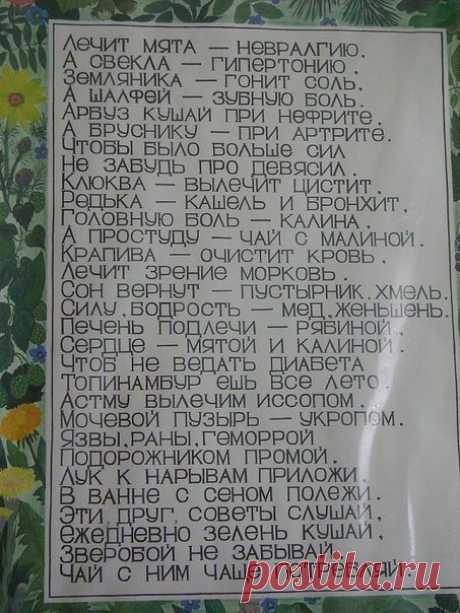 Лечит мята — невралгию.
А свекла — гипертонию.
Земляника — гонит соль,
А шалфей — зубную боль.
Арбуз кушай при нефрите.
А бруснику — при артрите.
Чтобы было больше сил
Не забудь про девясил.
Клюква — вылечит цистит.
Редька — кашель и бронхит,
Головную боль — калина.
А простуду — чай с малиной.
Крапива — очистит кровь.
Лечит зрение морковь.
Сон вернут — пустырник, хмель.
Силу, бодрость — мед, женьшень.
Печень подлечи — рябиной.
Сердце — мятой и калиной.
Чтоб не ведать диабета
Топинамбур ешь все лето.
Астму вылечим иссопом.
Мочевой пузырь — укропом.
Язвы, раны, геморрой
Подорожником промой.
Лук к нарывам приложи.
В ванне с сеном полежи.
Эти, друг, советы слушай,
Ежедневно зелень кушай,
Зверобой не забывай
Чай с ним чаще потребляй.
postila.ru